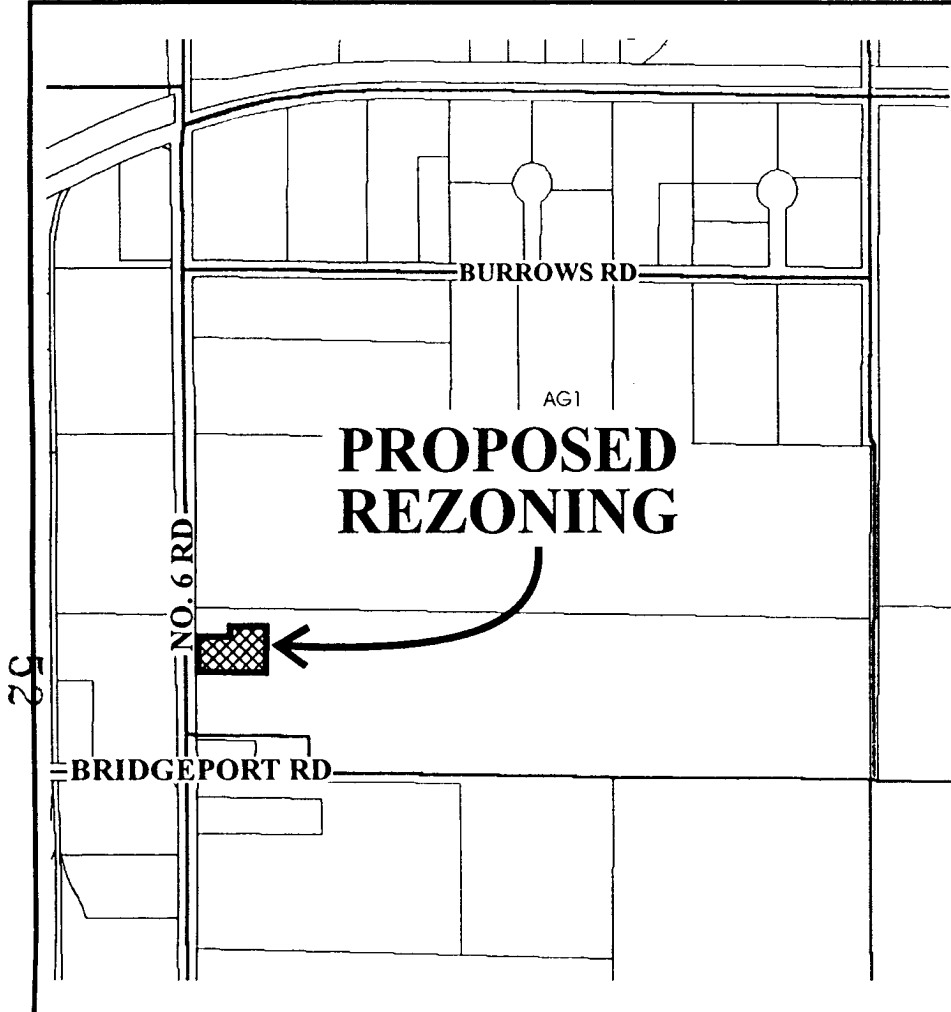 BURROWS RD
AG1
PROPOSED
REZONING
NO. 6 RD
52
BRIDGEPORT RD